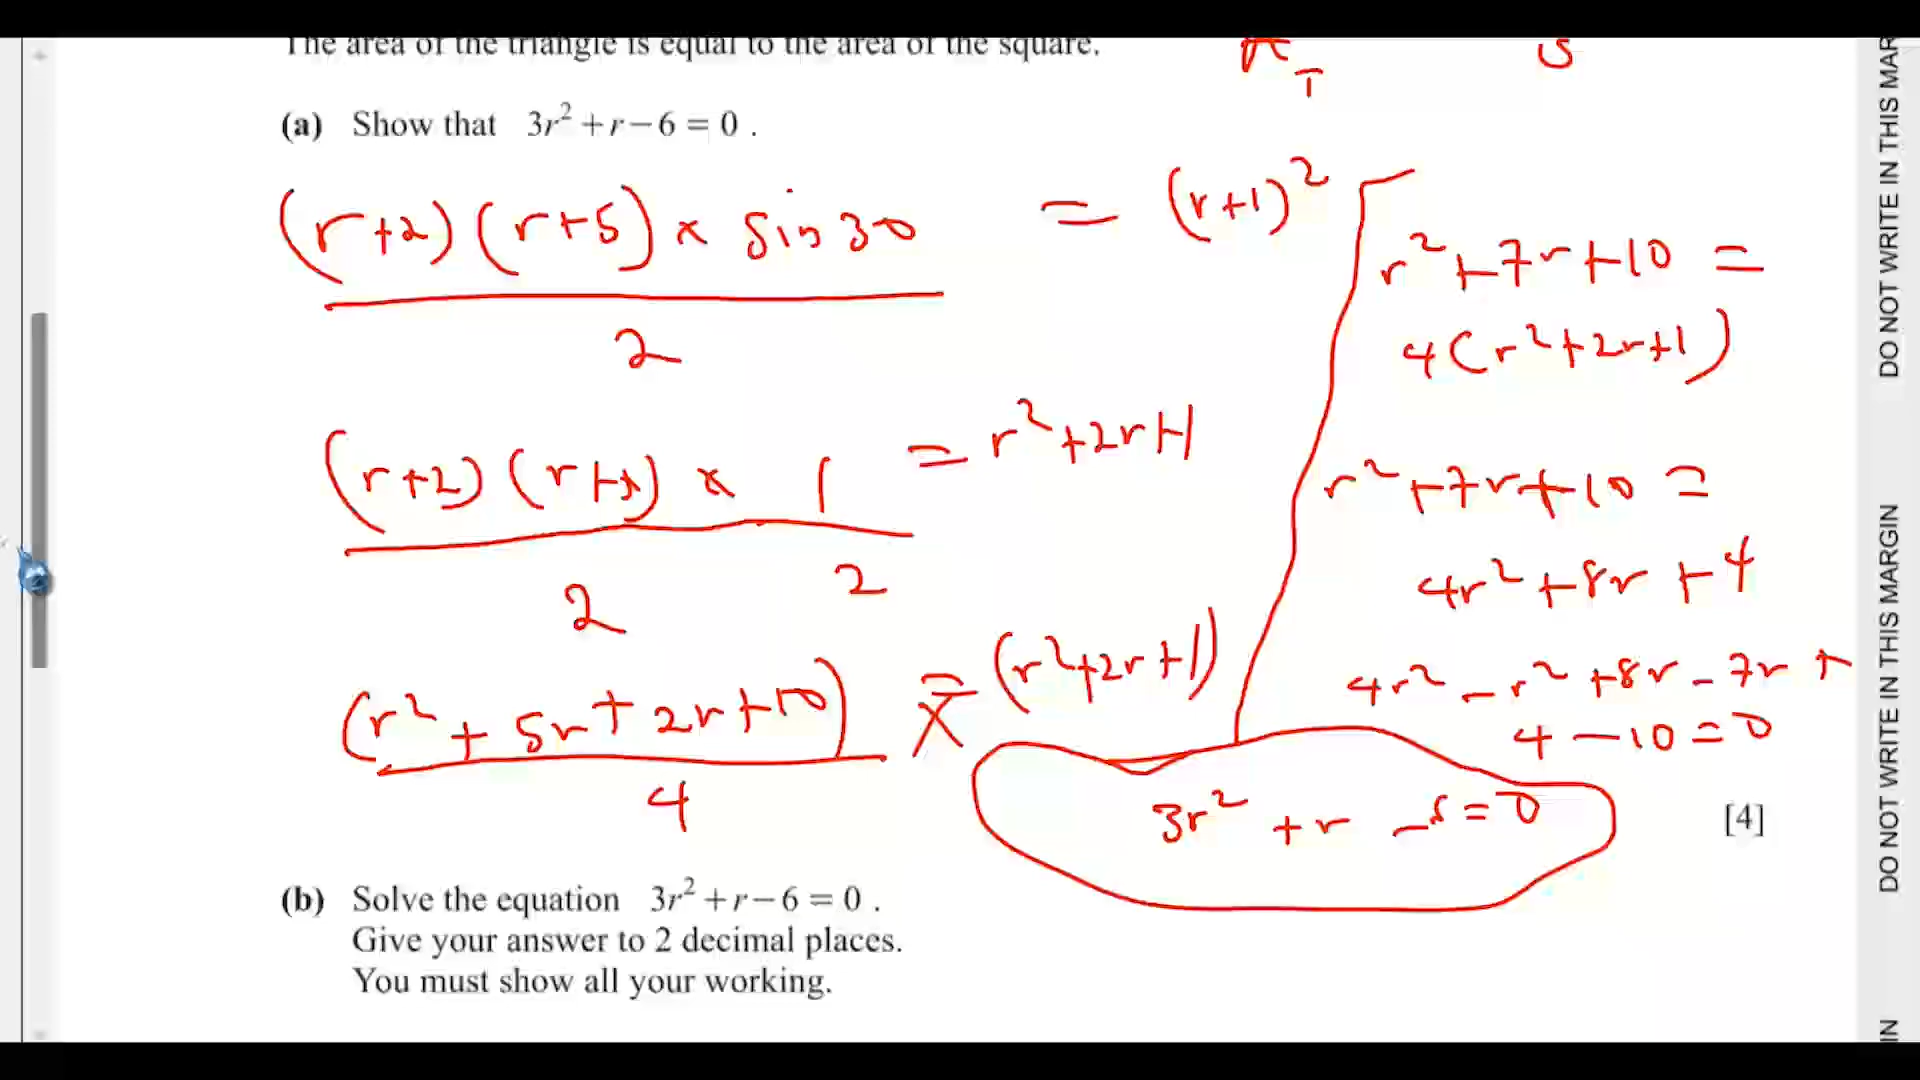 The area of the triangle is equal to the area of the square.
A_T S
(a) Show that 3r² + r − 6 = 0 .
(r+2)(r+5) × sin30 = (r+1)²
2
(r+2)(r+5) × 1 = r²+2r+1
2 2
(r² + 5r + 2r + 10) = (r²+2r+1)
4
r²+7r+10 =
4(r²+2r+1)
r²+7r+10 =
4r²+8r+4
4r² − r² + 8r − 7r +
4 − 10 = 0
3r² + r − 6 = 0
[4]
(b) Solve the equation 3r² + r − 6 = 0 .
Give your answer to 2 decimal places.
You must show all your working.
DO NOT WRITE IN THIS MAR
DO NOT WRITE IN THIS MARGIN
IN